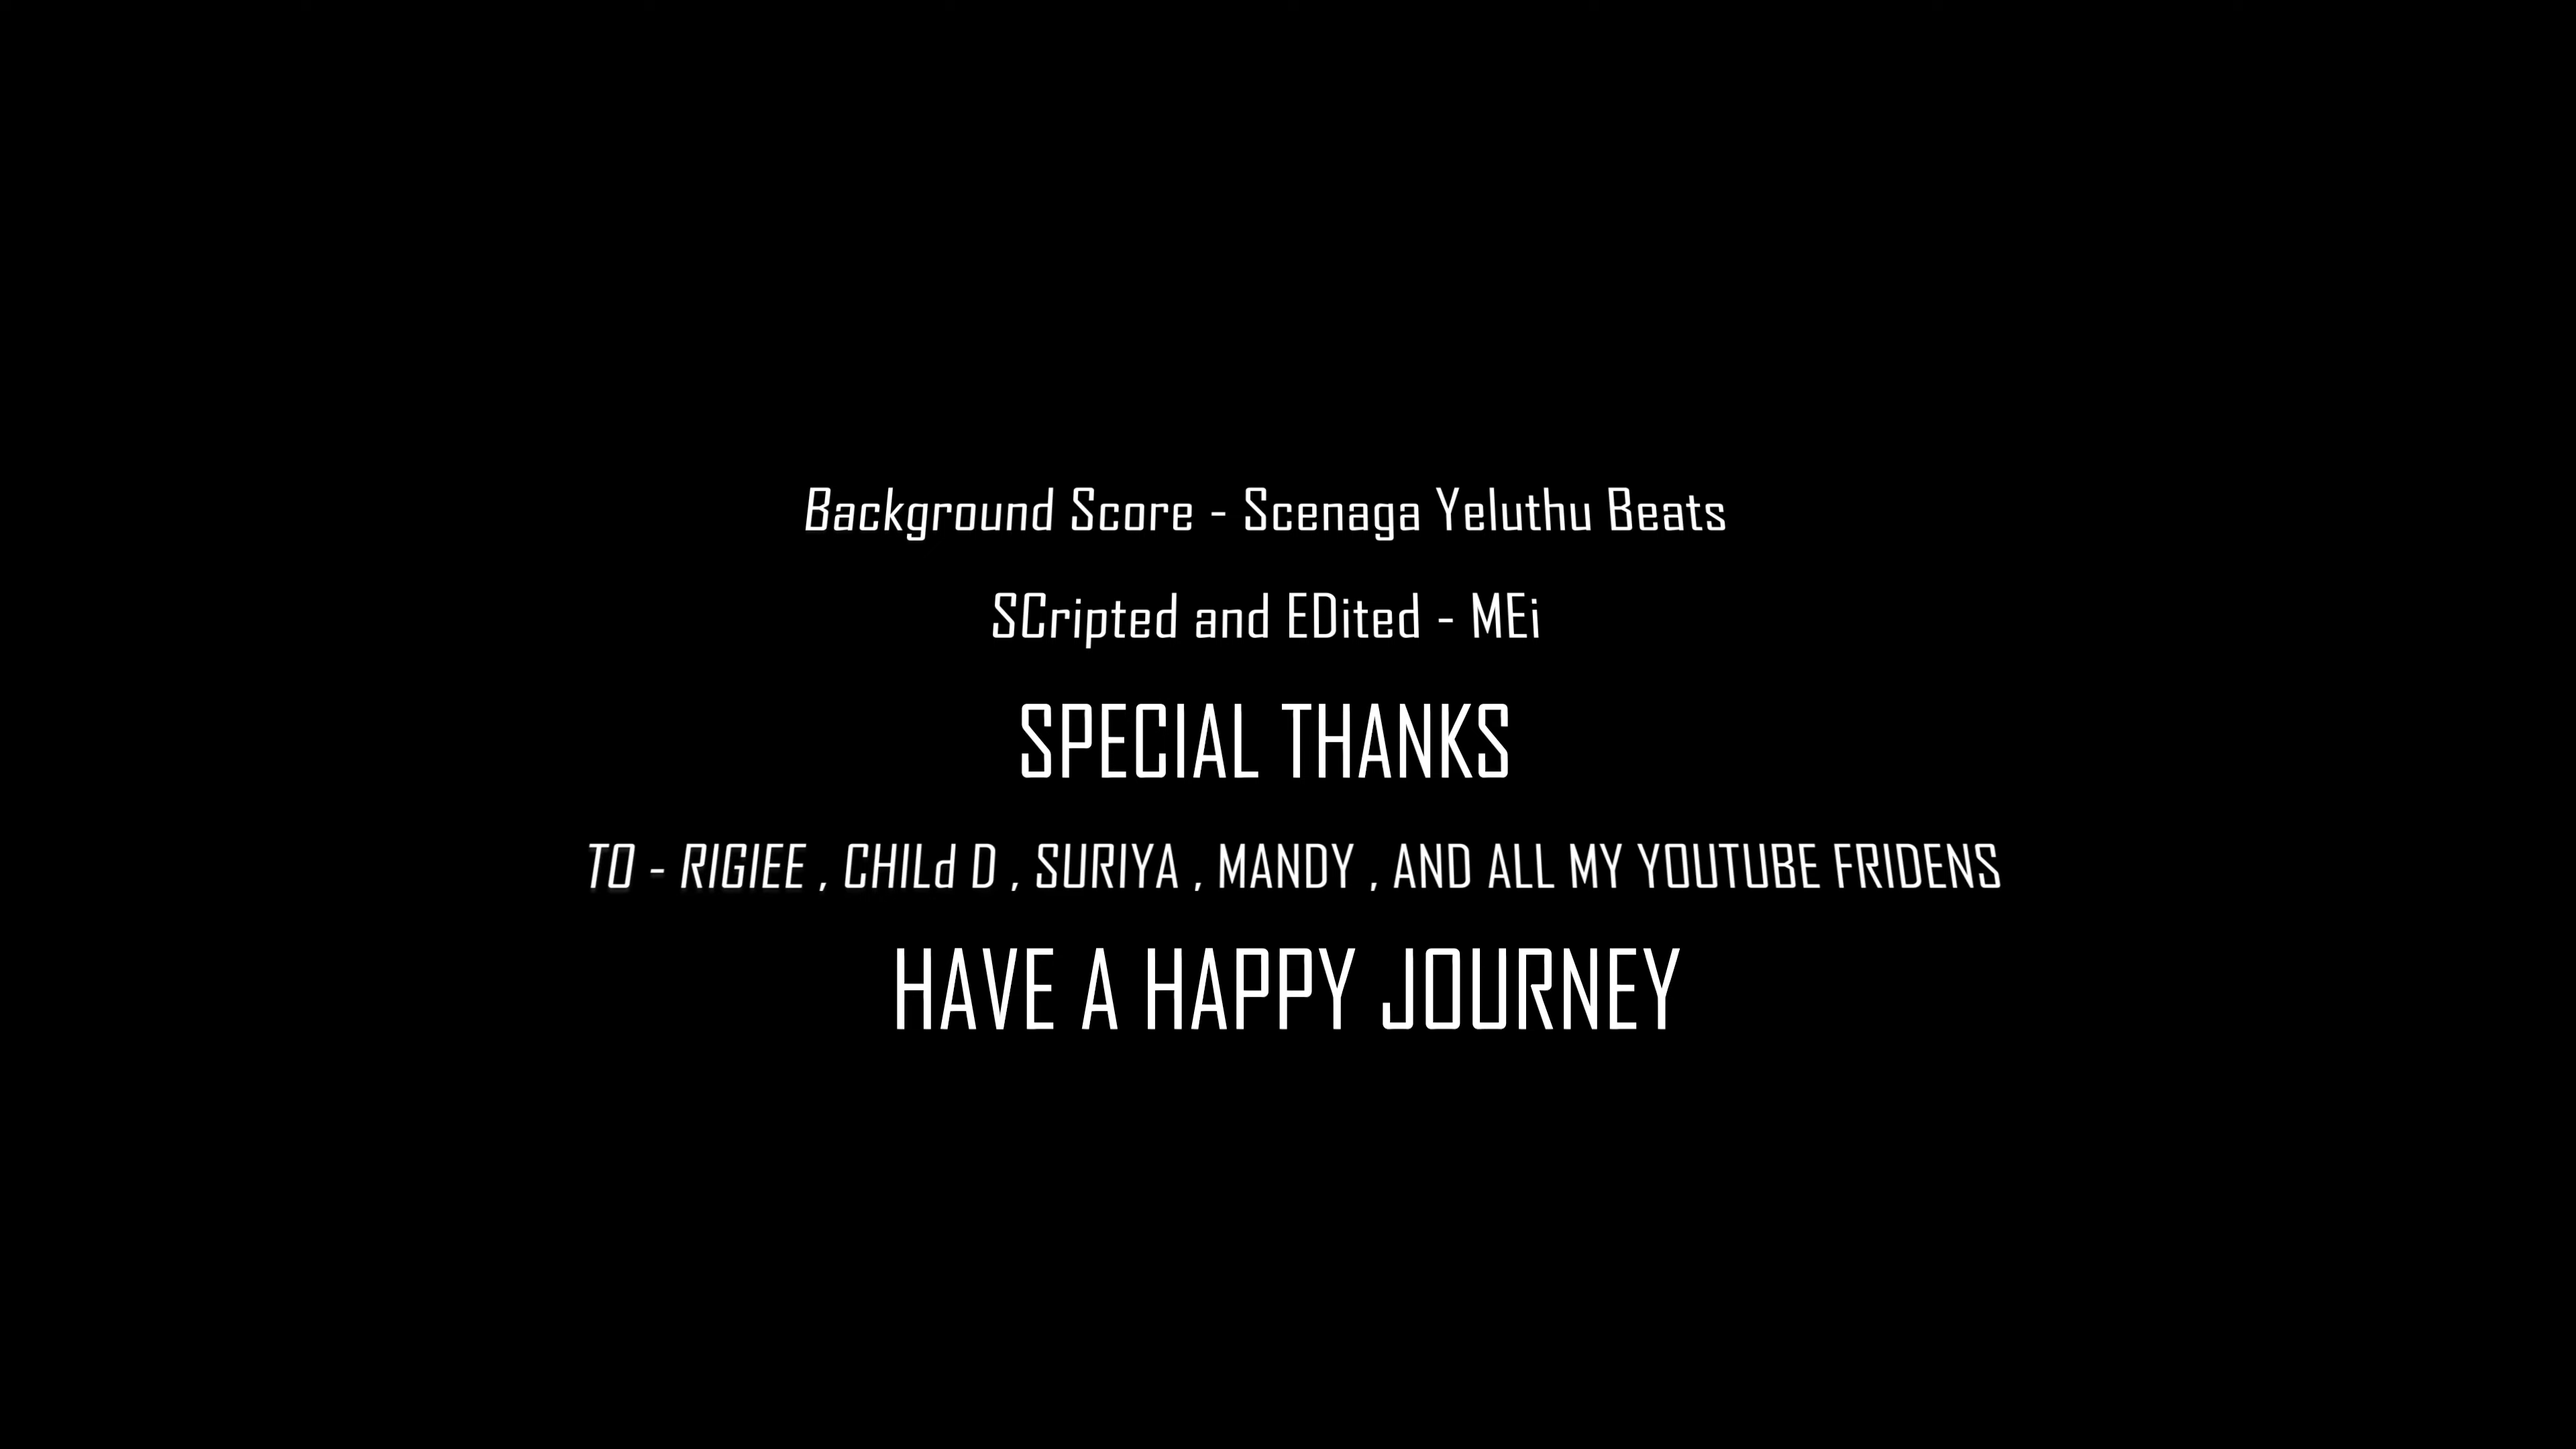 Background Score - Scenaga Yeluthu Beats
SCripted and EDited - MEi
SPECIAL THANKS
TO - RIGIEE , CHILd D , SURIYA , MANDY , AND ALL MY YOUTUBE FRIDENS
HAVE A HAPPY JOURNEY